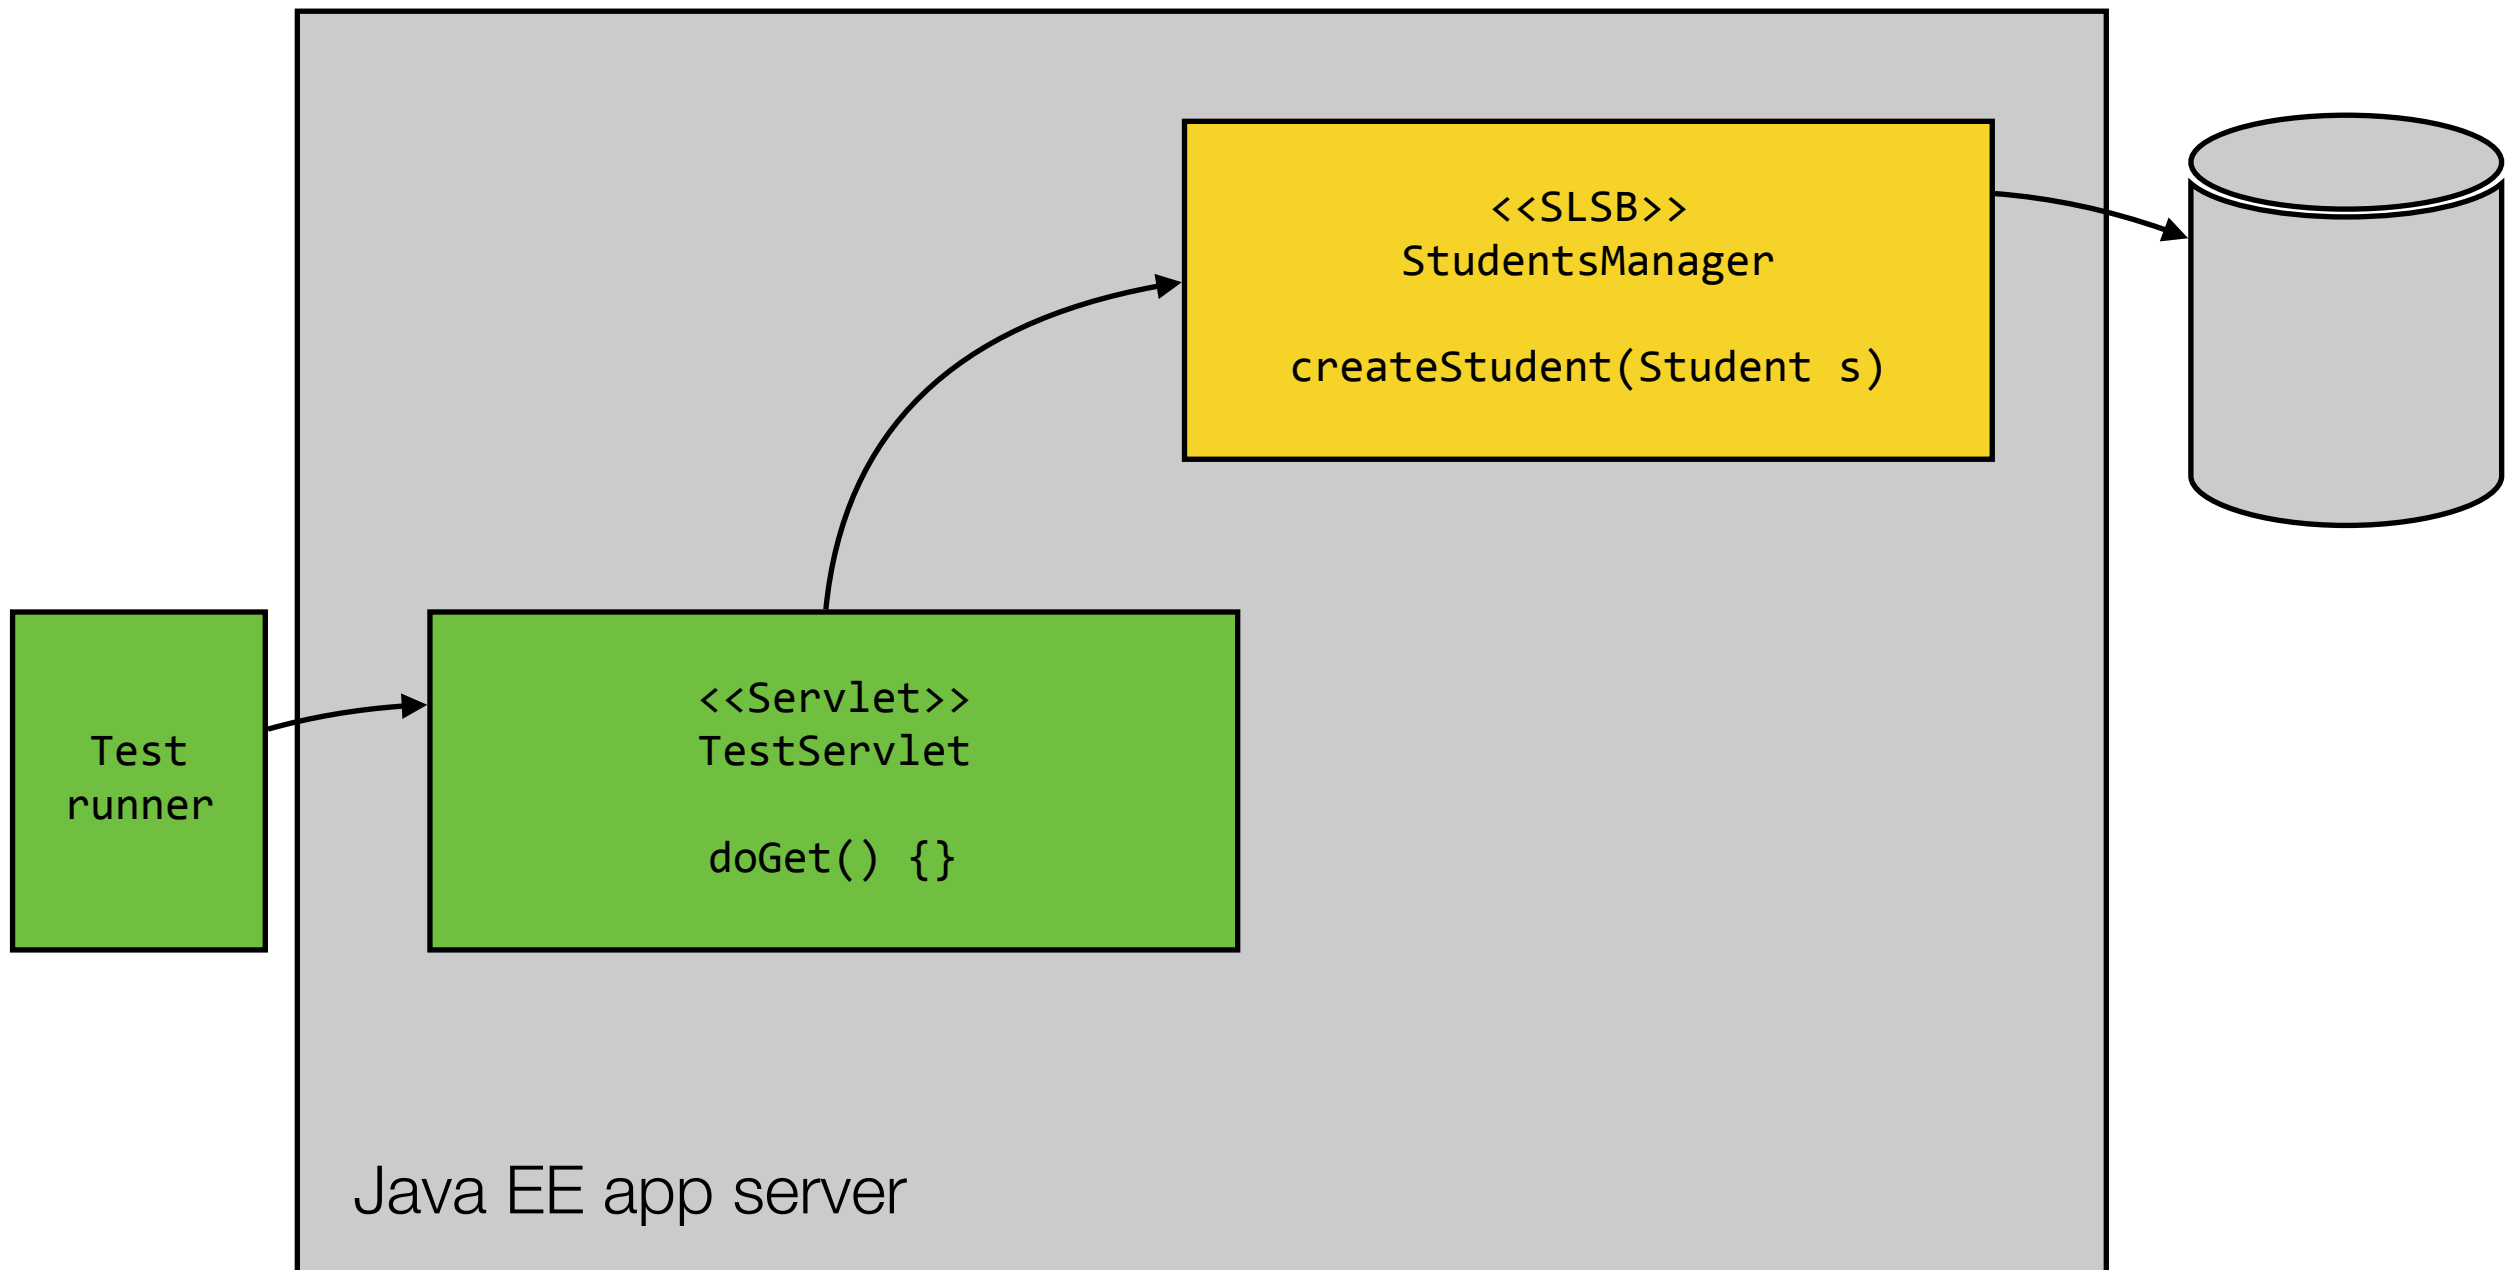 <<SLSB>>
StudentsManager
createStudent(Student s)
Test
runner
<<Servlet>>
TestServlet
doGet() {}
Java EE app server